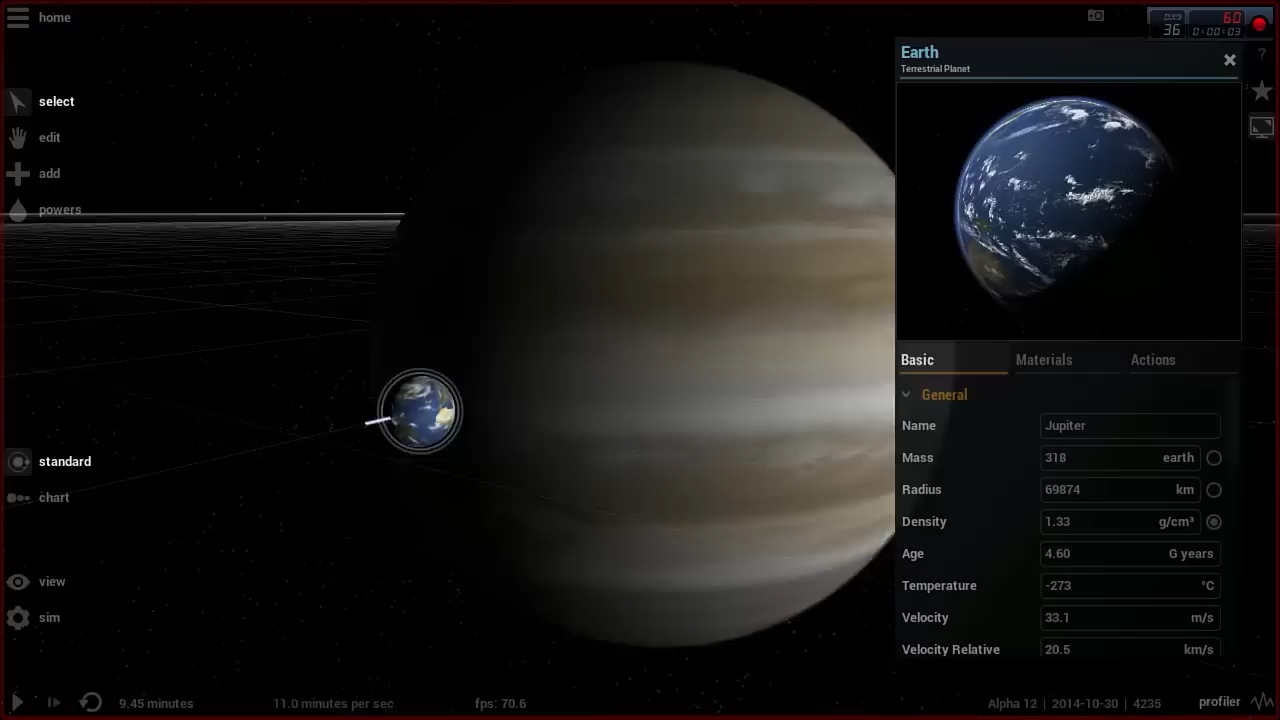 home
DX9
36
60
0:00:03
select
edit
add
powers
standard
chart
view
sim
Earth
Terrestrial Planet
?
Basic Materials Actions
General
Name Jupiter
Mass 318 earth
Radius 69874 km
Density 1.33 g/cm³
Age 4.60 G years
Temperature -273 °C
Velocity 33.1 m/s
Velocity Relative 20.5 km/s
9.45 minutes 11.0 minutes per sec fps: 70.6 Alpha 12 | 2014-10-30 | 4235 profiler